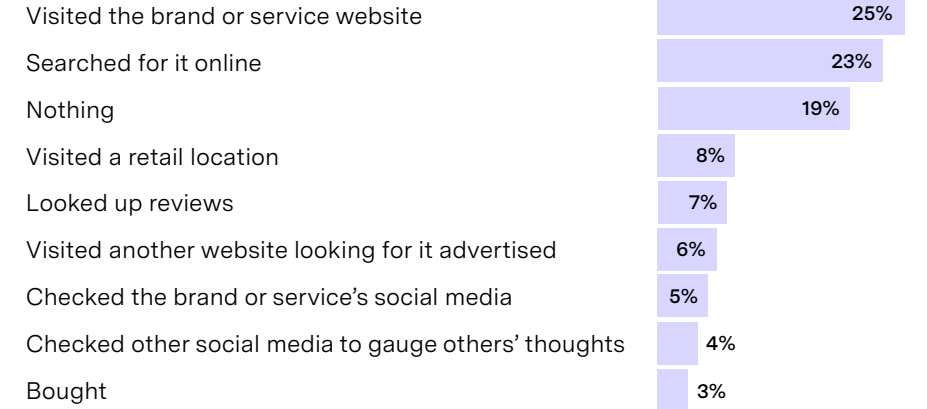 Visited the brand or service website 25%
Searched for it online 23%
Nothing 19%
Visited a retail location 8%
Looked up reviews 7%
Visited another website looking for it advertised 6%
Checked the brand or service’s social media 5%
Checked other social media to gauge others’ thoughts 4%
Bought 3%